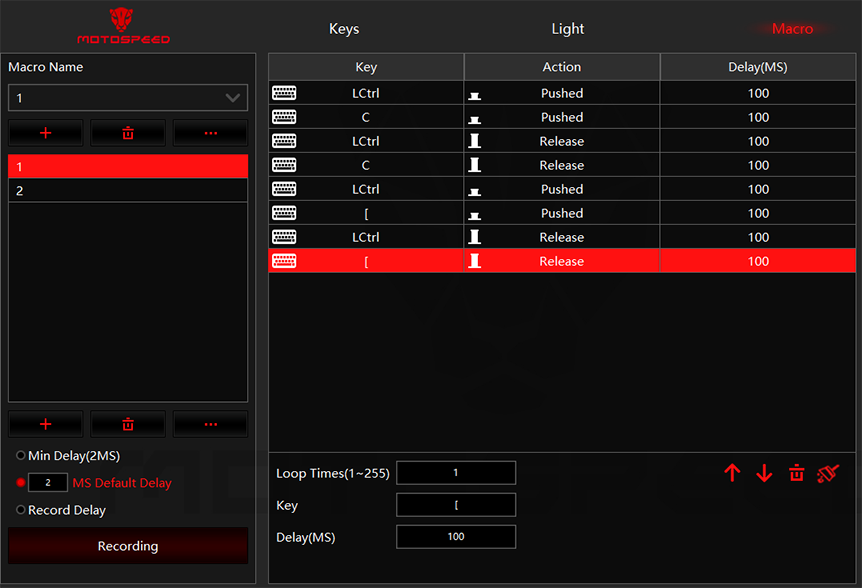 MOTOSPEED
Keys Light Macro
Macro Name
1
1
2
Min Delay(2MS)
2 MS Default Delay
Record Delay
Recording
Key Action Delay(MS)
LCtrl Pushed 100
C Pushed 100
LCtrl Release 100
C Release 100
LCtrl Pushed 100
[ Pushed 100
LCtrl Release 100
[ Release 100
Loop Times(1~255) 1
Key [
Delay(MS) 100